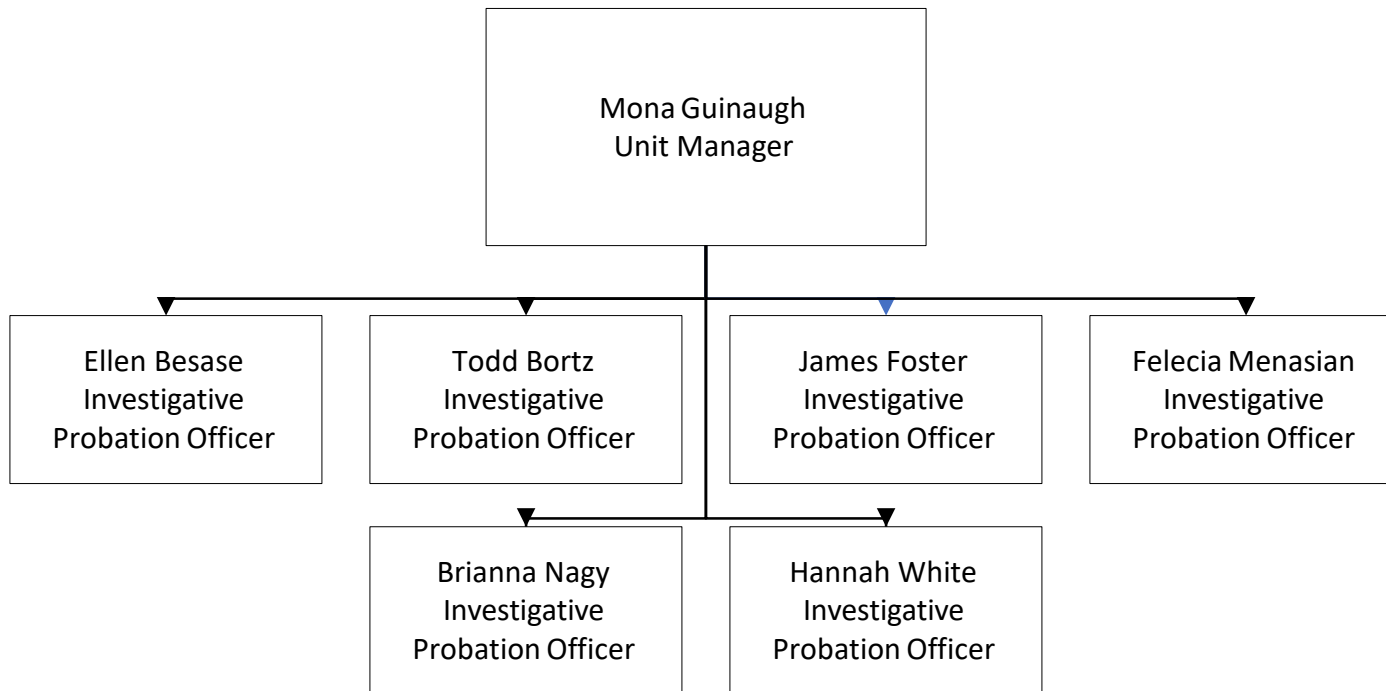 Mona Guinaugh
Unit Manager
Ellen Besase
Investigative
Probation Officer
Todd Bortz
Investigative
Probation Officer
James Foster
Investigative
Probation Officer
Felecia Menasian
Investigative
Probation Officer
Brianna Nagy
Investigative
Probation Officer
Hannah White
Investigative
Probation Officer